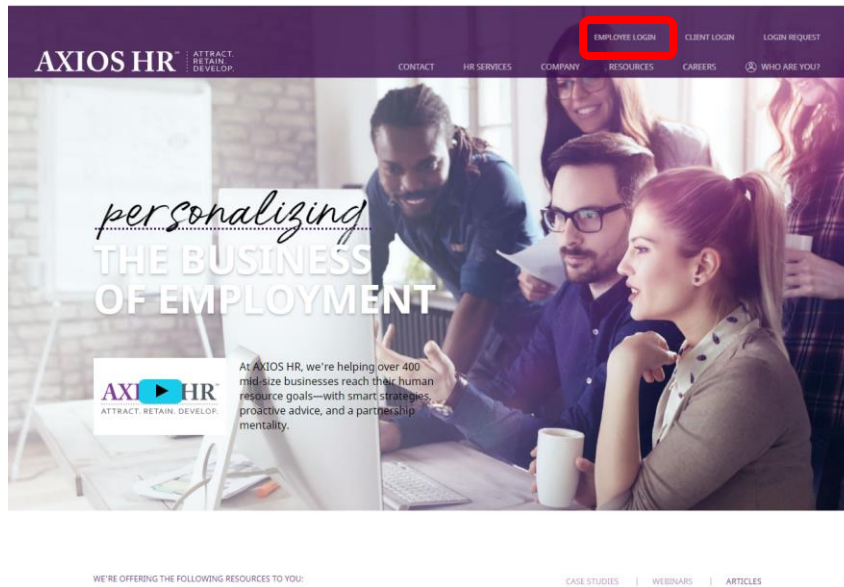 EMPLOYEE LOGIN CLIENT LOGIN LOGIN REQUEST
AXIOS HR™ ATTRACT.
RETAIN.
DEVELOP.
CONTACT HR SERVICES COMPANY RESOURCES CAREERS WHO ARE YOU?
personalizing
THE BUSINESS
OF EMPLOYMENT
At AXIOS HR, we're helping over 400
mid-size businesses reach their human
resource goals—with smart strategies,
proactive advice, and a partnership
mentality.
AXI HR
ATTRACT. RETAIN. DEVELOP.
WE'RE OFFERING THE FOLLOWING RESOURCES TO YOU:
CASE STUDIES | WEBINARS | ARTICLES